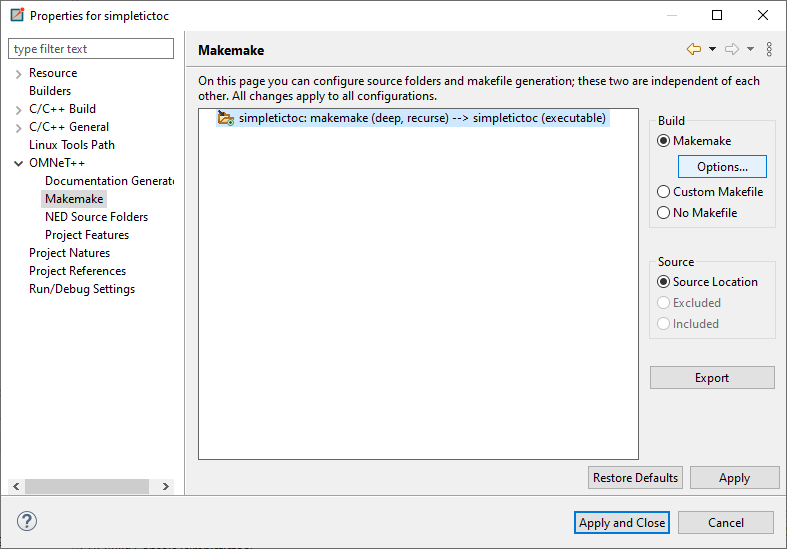 Properties for simpletictoc
type filter text
Resource
Builders
C/C++ Build
C/C++ General
Linux Tools Path
OMNeT++
Documentation Generato
Makemake
NED Source Folders
Project Features
Project Natures
Project References
Run/Debug Settings
Makemake
On this page you can configure source folders and makefile generation; these two are independent of each
other. All changes apply to all configurations.
simpletictoc: makemake (deep, recurse) --> simpletictoc (executable)
Build
Makemake
Options...
Custom Makefile
No Makefile
Source
Source Location
Excluded
Included
Export
Restore Defaults
Apply
Apply and Close
Cancel